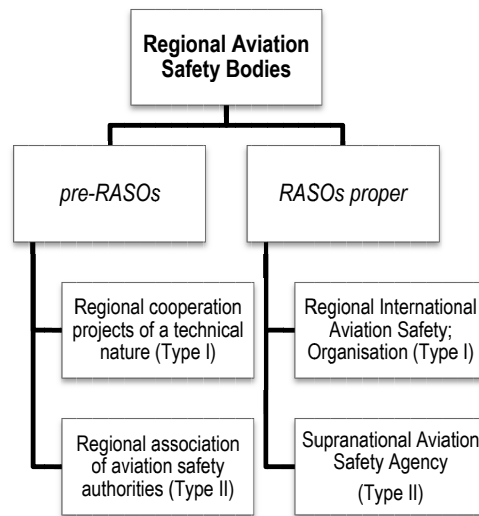 Regional Aviation
Safety Bodies
pre-RASOs
RASOs proper
Regional cooperation
projects of a technical
nature (Type I)
Regional International
Aviation Safety;
Organisation (Type I)
Regional association
of aviation safety
authorities (Type II)
Supranational Aviation
Safety Agency
(Type II)